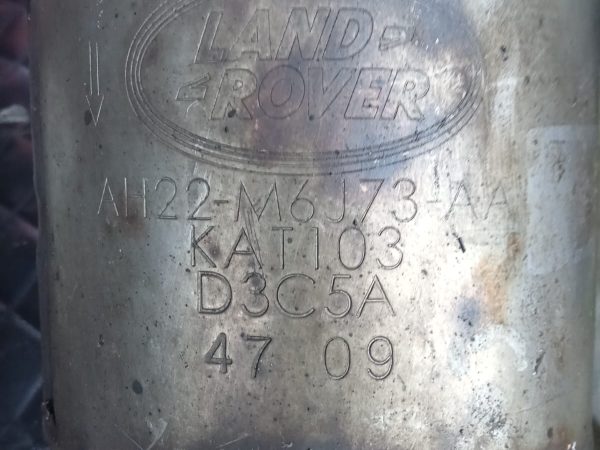 LAND
ROVER
AH22-M6J73-AA
KAT103
D3C5A
47 09